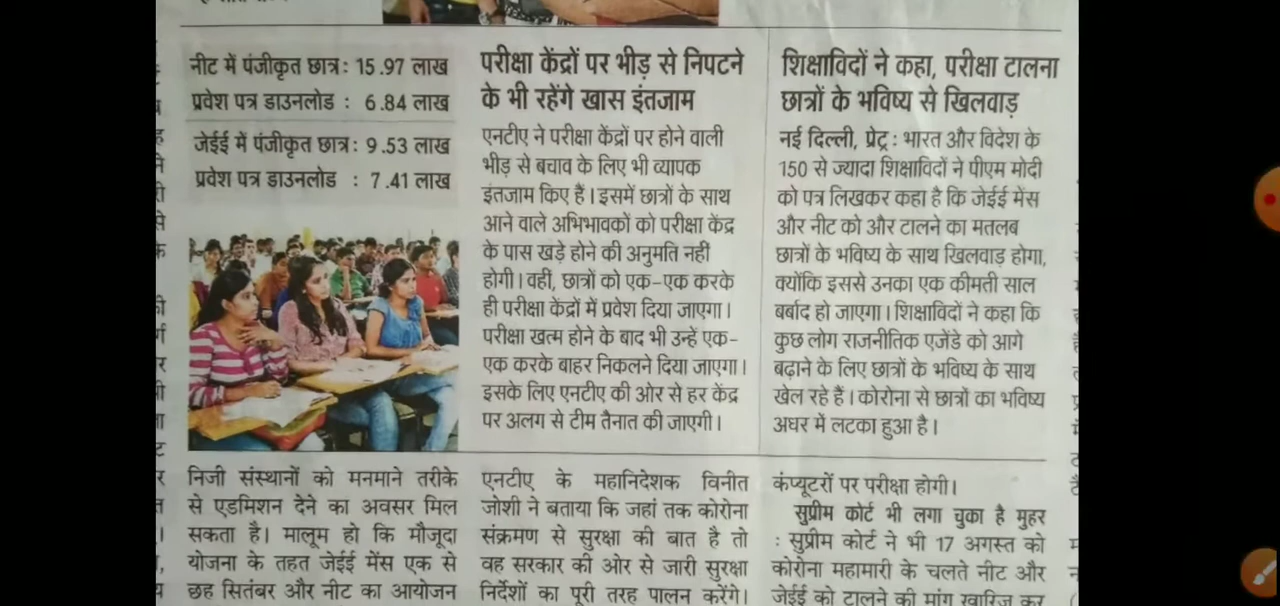 नीट में पंजीकृत छात्र: 15.97 लाख
प्रवेश पत्र डाउनलोड : 6.84 लाख
जेईई में पंजीकृत छात्र: 9.53 लाख
प्रवेश पत्र डाउनलोड : 7.41 लाख
परीक्षा केंद्रों पर भीड़ से निपटने
के भी रहेंगे खास इंतजाम
एनटीए ने परीक्षा केंद्रों पर होने वाली
भीड़ से बचाव के लिए भी व्यापक
इंतजाम किए हैं। इसमें छात्रों के साथ
आने वाले अभिभावकों को परीक्षा केंद्र
के पास खड़े होने की अनुमति नहीं
होगी। वहीं, छात्रों को एक-एक करके
ही परीक्षा केंद्रों में प्रवेश दिया जाएगा।
परीक्षा खत्म होने के बाद भी उन्हें एक-
एक करके बाहर निकलने दिया जाएगा।
इसके लिए एनटीए की ओर से हर केंद्र
पर अलग से टीम तैनात की जाएगी।
शिक्षाविदों ने कहा, परीक्षा टालना
छात्रों के भविष्य से खिलवाड़
नई दिल्ली, प्रेट्र : भारत और विदेश के
150 से ज्यादा शिक्षाविदों ने पीएम मोदी
को पत्र लिखकर कहा है कि जेईई मेंस
और नीट को और टालने का मतलब
छात्रों के भविष्य के साथ खिलवाड़ होगा,
क्योंकि इससे उनका एक कीमती साल
बर्बाद हो जाएगा। शिक्षाविदों ने कहा कि
कुछ लोग राजनीतिक एजेंडे को आगे
बढ़ाने के लिए छात्रों के भविष्य के साथ
खेल रहे हैं। कोरोना से छात्रों का भविष्य
अधर में लटका हुआ है।
निजी संस्थानों को मनमाने तरीके
से एडमिशन देने का अवसर मिल
सकता है। मालूम हो कि मौजूदा
योजना के तहत जेईई मेंस एक से
छह सितंबर और नीट का आयोजन
एनटीए के महानिदेशक विनीत
जोशी ने बताया कि जहां तक कोरोना
संक्रमण से सुरक्षा की बात है तो
वह सरकार की ओर से जारी सुरक्षा
निर्देशों का पूरी तरह पालन करेंगे।
कंप्यूटरों पर परीक्षा होगी।
सुप्रीम कोर्ट भी लगा चुका है मुहर
: सुप्रीम कोर्ट ने भी 17 अगस्त को
कोरोना महामारी के चलते नीट और
जेईई को टालने की मांग खारिज कर